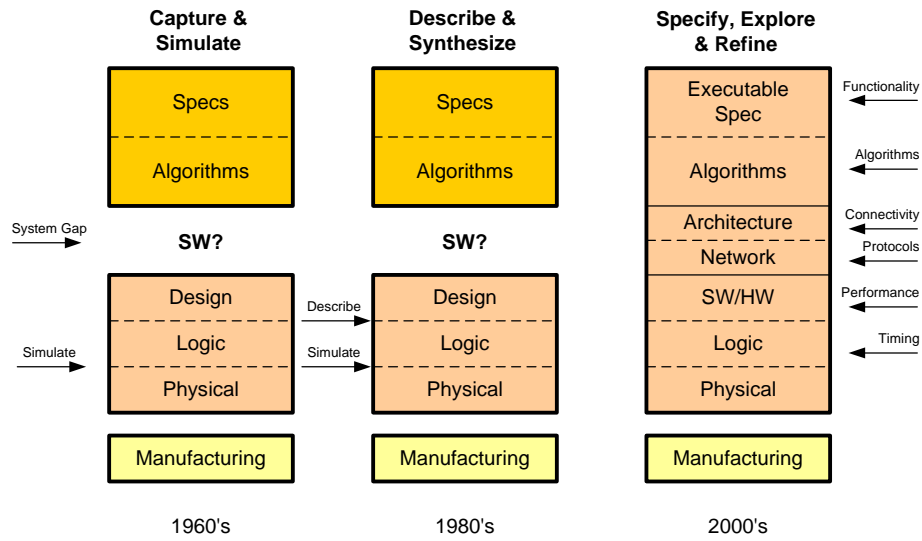 Capture &
Simulate
Describe &
Synthesize
Specify, Explore
& Refine
Specs
Algorithms
Specs
Algorithms
Executable
Spec
Algorithms
Architecture
Network
SW/HW
Logic
Physical
Functionality
Algorithms
Connectivity
Protocols
Performance
Timing
System Gap
SW?
SW?
Simulate
Design
Logic
Physical
Describe
Simulate
Design
Logic
Physical
Manufacturing
Manufacturing
Manufacturing
1960's
1980's
2000's